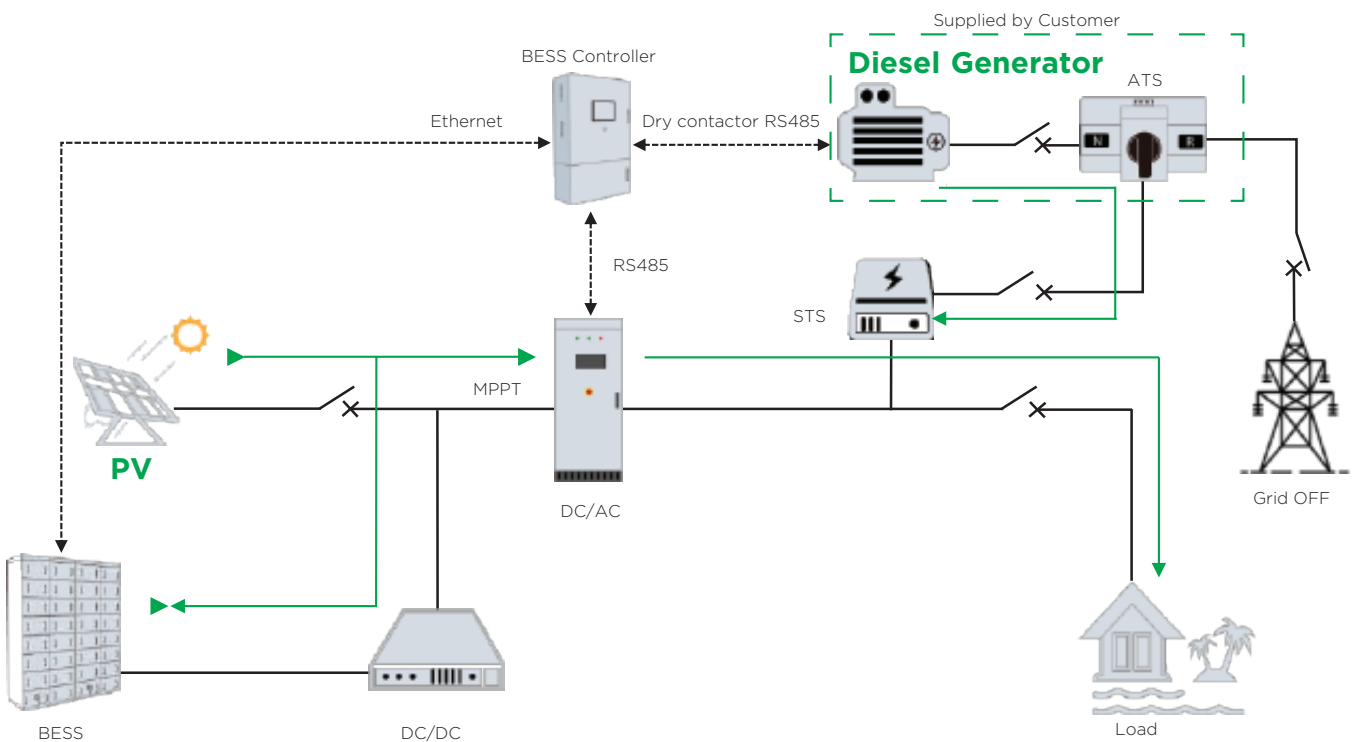 Supplied by Customer
BESS Controller
Diesel Generator
ATS
Ethernet
Dry contactor RS485
N
R
RS485
STS
MPPT
PV
DC/AC
Grid OFF
BESS
DC/DC
Load